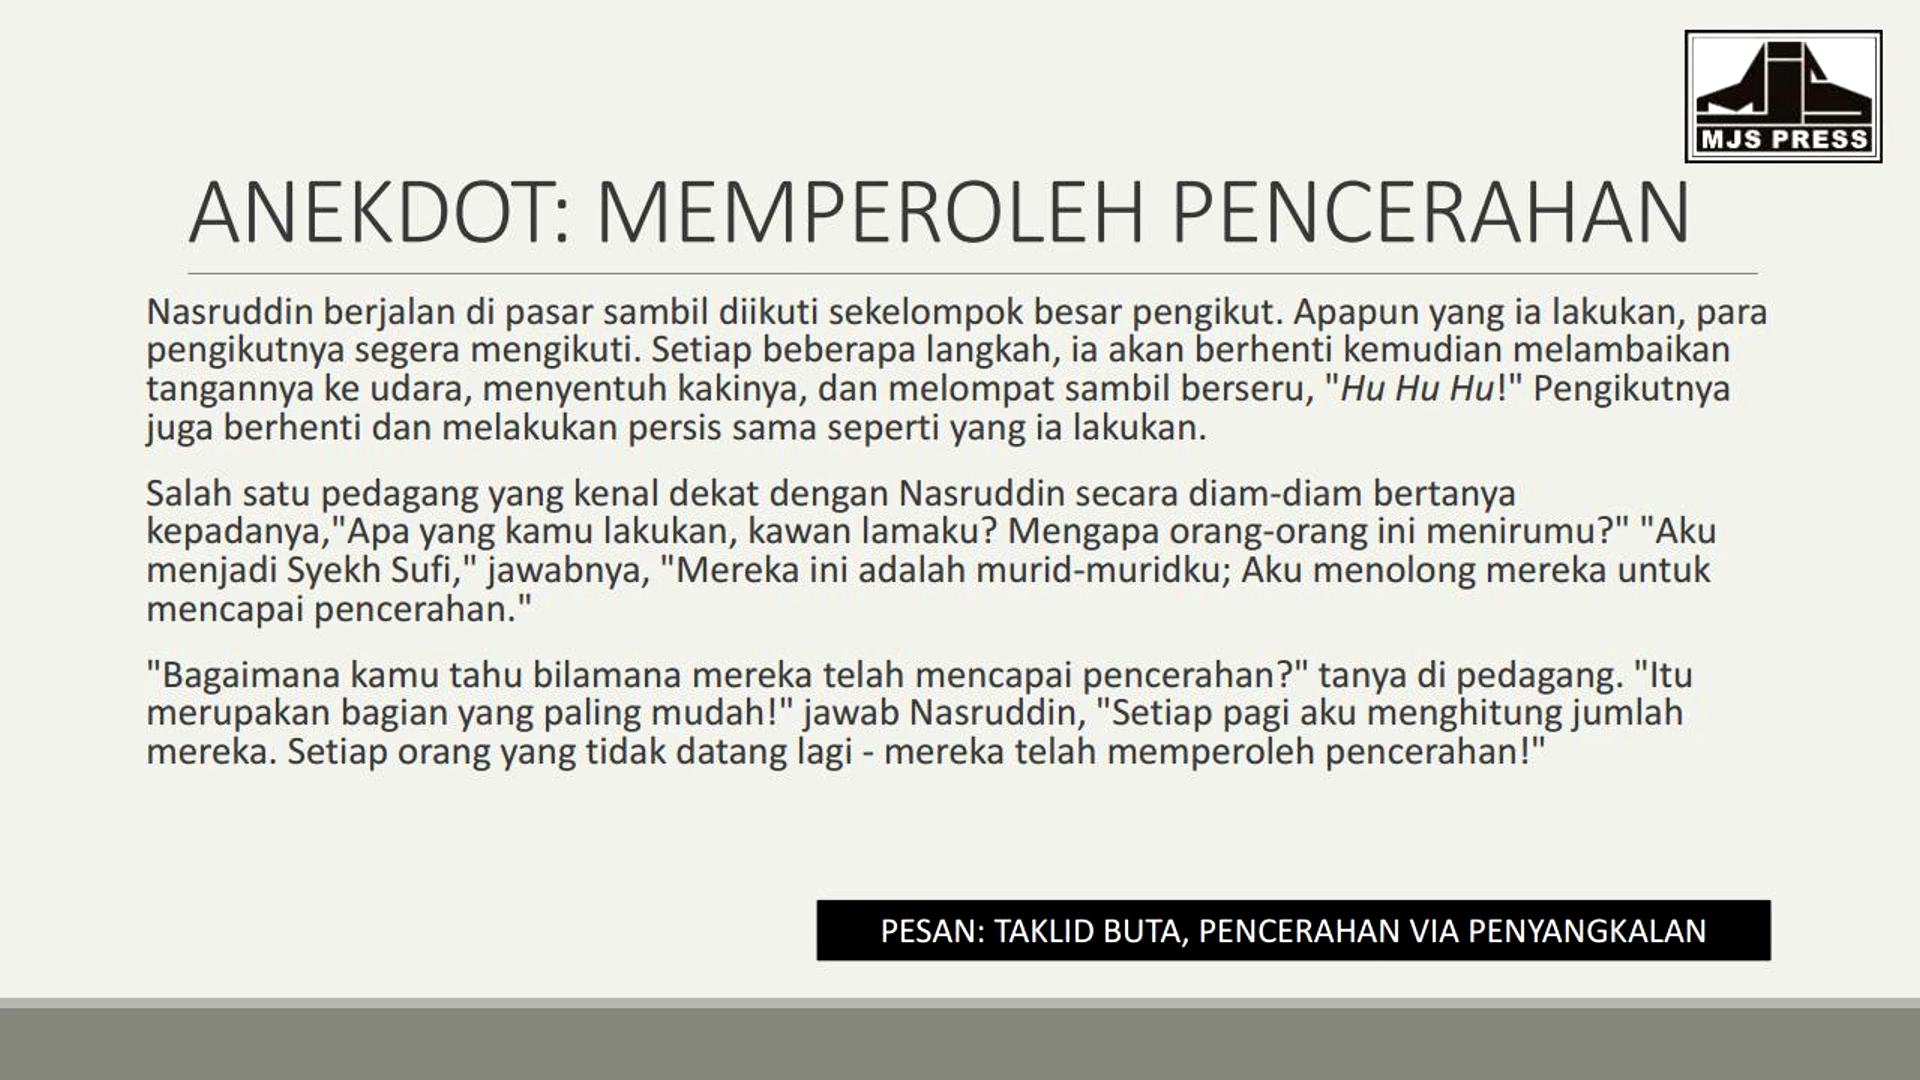 MJS PRESS
ANEKDOT: MEMPEROLEH PENCERAHAN
Nasruddin berjalan di pasar sambil diikuti sekelompok besar pengikut. Apapun yang ia lakukan, para
pengikutnya segera mengikuti. Setiap beberapa langkah, ia akan berhenti kemudian melambaikan
tangannya ke udara, menyentuh kakinya, dan melompat sambil berseru, "Hu Hu Hu!" Pengikutnya
juga berhenti dan melakukan persis sama seperti yang ia lakukan.
Salah satu pedagang yang kenal dekat dengan Nasruddin secara diam-diam bertanya
kepadanya,"Apa yang kamu lakukan, kawan lamaku? Mengapa orang-orang ini menirumu?" "Aku
menjadi Syekh Sufi," jawabnya, "Mereka ini adalah murid-muridku; Aku menolong mereka untuk
mencapai pencerahan."
"Bagaimana kamu tahu bilamana mereka telah mencapai pencerahan?" tanya di pedagang. "Itu
merupakan bagian yang paling mudah!" jawab Nasruddin, "Setiap pagi aku menghitung jumlah
mereka. Setiap orang yang tidak datang lagi - mereka telah memperoleh pencerahan!"
PESAN: TAKLID BUTA, PENCERAHAN VIA PENYANGKALAN